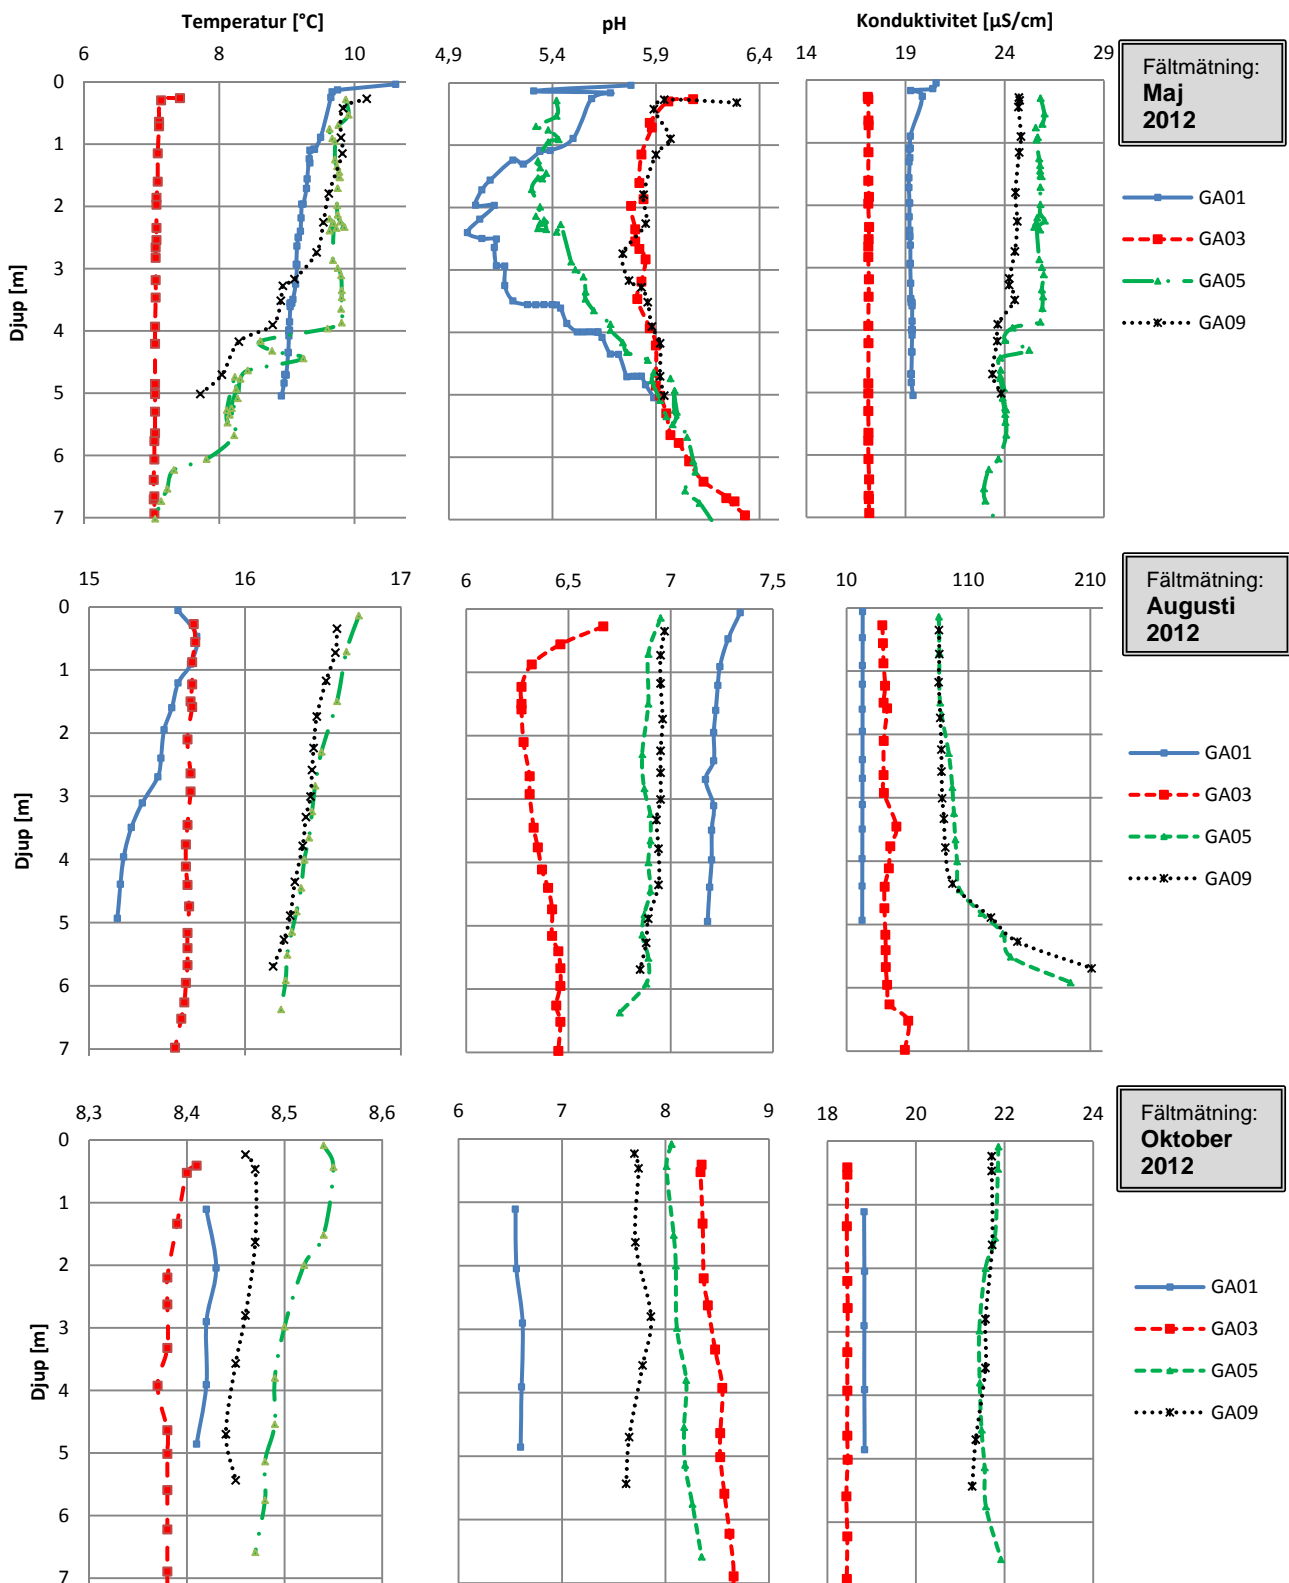 Temperatur [°C]
pH
Konduktivitet [µS/cm]
6 8 10
4,9 5,4 5,9 6,4
14 19 24 29
0
1
2
3
4
5
6
7
Djup [m]
Fältmätning:
Maj
2012
GA01
GA03
GA05
GA09
15 16 17
6 6,5 7 7,5
10 110 210
0
1
2
3
4
5
6
7
Djup [m]
Fältmätning:
Augusti
2012
GA01
GA03
GA05
GA09
8,3 8,4 8,5 8,6
6 7 8 9
18 20 22 24
0
1
2
3
4
5
6
7
Djup [m]
Fältmätning:
Oktober
2012
GA01
GA03
GA05
GA09